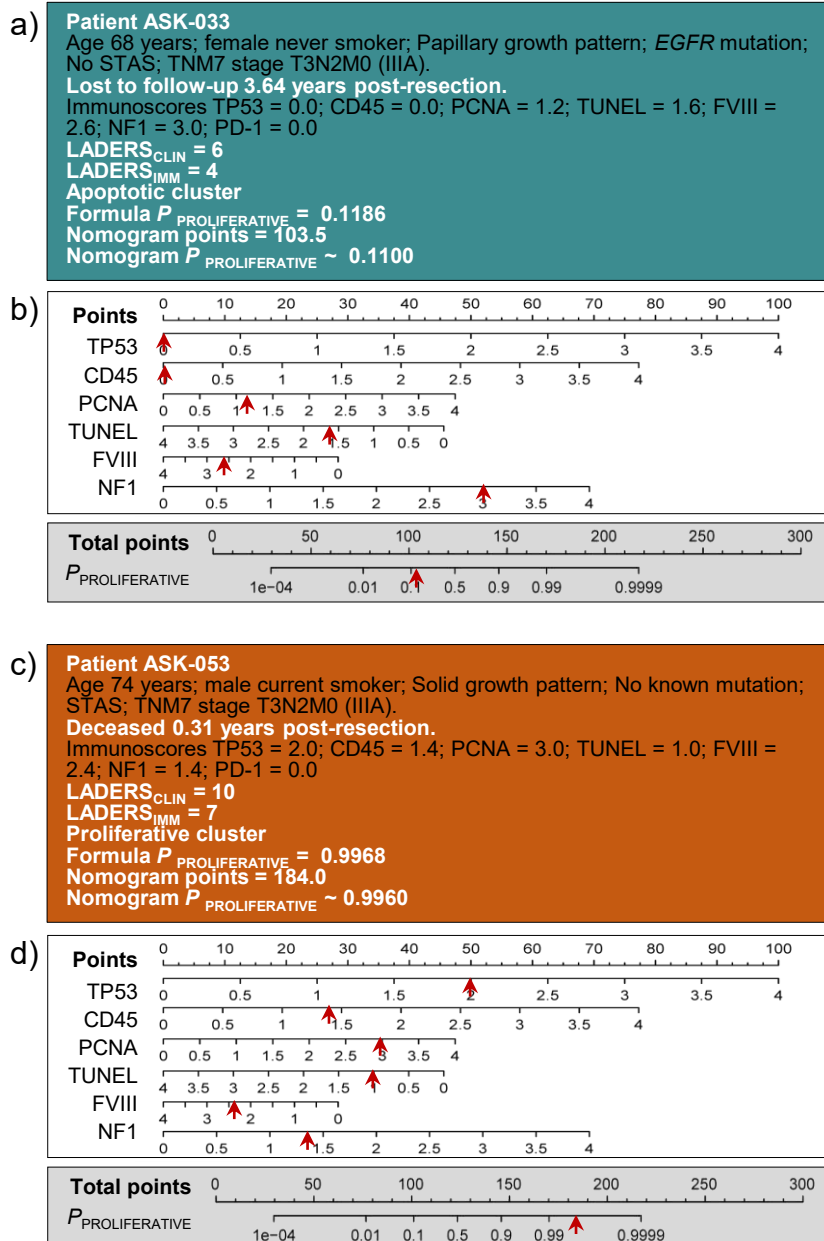 a)
Patient ASK-033
Age 68 years; female never smoker; Papillary growth pattern; EGFR mutation;
No STAS; TNM7 stage T3N2M0 (IIIA).
Lost to follow-up 3.64 years post-resection.
Immunoscores TP53 = 0.0; CD45 = 0.0; PCNA = 1.2; TUNEL = 1.6; FVIII =
2.6; NF1 = 3.0; PD-1 = 0.0
LADERS CLIN = 6
LADERS IMM = 4
Apoptotic cluster
Formula P PROLIFERATIVE = 0.1186
Nomogram points = 103.5
Nomogram P PROLIFERATIVE ~ 0.1100
b)
Points 0 10 20 30 40 50 60 70 80 90 100
TP53 0 0.5 1 1.5 2 2.5 3 3.5 4
CD45 0 0.5 1 1.5 2 2.5 3 3.5 4
PCNA 0 0.5 1 1.5 2 2.5 3 3.5 4
TUNEL 4 3.5 3 2.5 2 1.5 1 0.5 0
FVIII 4 3 2 1 0
NF1 0 0.5 1 1.5 2 2.5 3 3.5 4
Total points 0 50 100 150 200 250 300
P PROLIFERATIVE 1e-04 0.01 0.1 0.5 0.9 0.99 0.9999
c)
Patient ASK-053
Age 74 years; male current smoker; Solid growth pattern; No known mutation;
STAS; TNM7 stage T3N2M0 (IIIA).
Deceased 0.31 years post-resection.
Immunoscores TP53 = 2.0; CD45 = 1.4; PCNA = 3.0; TUNEL = 1.0; FVIII =
2.4; NF1 = 1.4; PD-1 = 0.0
LADERS CLIN = 10
LADERS IMM = 7
Proliferative cluster
Formula P PROLIFERATIVE = 0.9968
Nomogram points = 184.0
Nomogram P PROLIFERATIVE ~ 0.9960
d)
Points 0 10 20 30 40 50 60 70 80 90 100
TP53 0 0.5 1 1.5 2 2.5 3 3.5 4
CD45 0 0.5 1 1.5 2 2.5 3 3.5 4
PCNA 0 0.5 1 1.5 2 2.5 3 3.5 4
TUNEL 4 3.5 3 2.5 2 1.5 1 0.5 0
FVIII 4 3 2 1 0
NF1 0 0.5 1 1.5 2 2.5 3 3.5 4
Total points 0 50 100 150 200 250 300
P PROLIFERATIVE 1e-04 0.01 0.1 0.5 0.9 0.99 0.9999